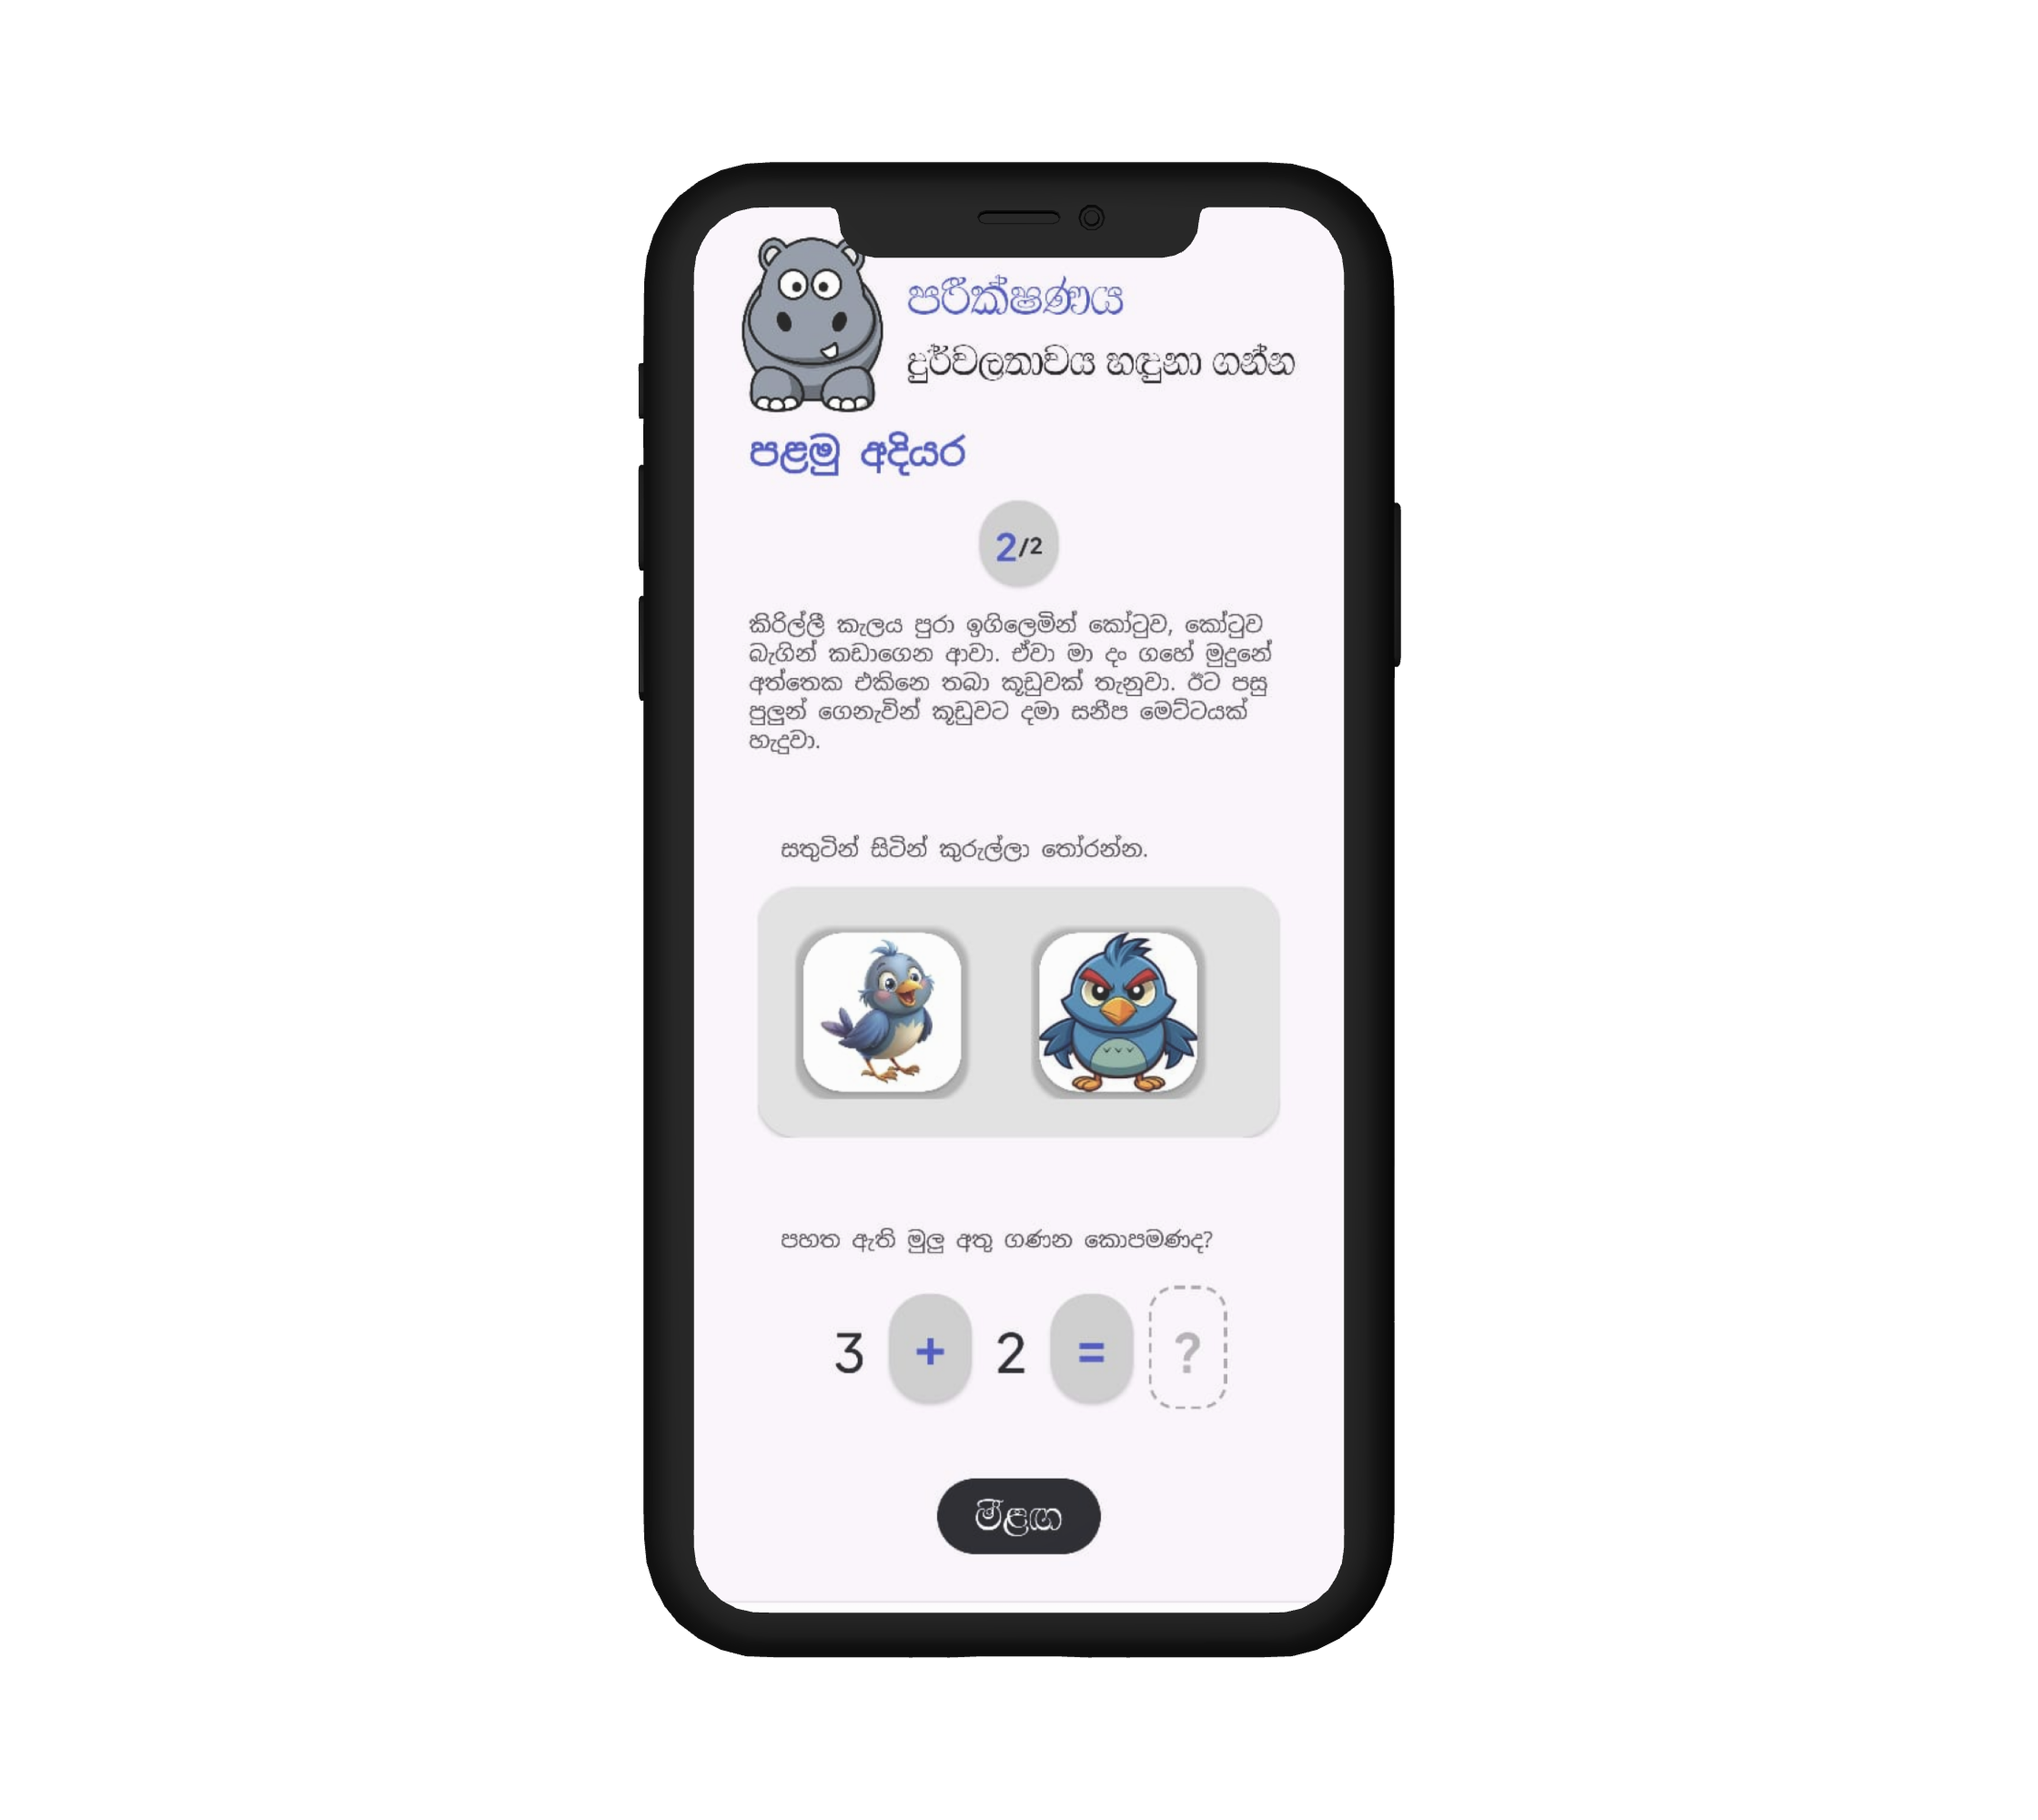 පරීක්ෂණය
දුර්වලතාවය හඳුනා ගන්න
පළමු අදියර
2/2
කිරිල්ලී කැලය පුරා ඉගිලෙමින් කෝටුව, කෝටුව
බැගින් කඩාගෙන ආවා. ඒවා මා දං ගහේ මුදුනේ
අත්තෙක එකිනෙ තබා කූඩුවක් තැනුවා. ඊට පසු
පුලුන් ගෙනැවින් කූඩුවට දමා සනීප මෙට්ටයක්
හැදුවා.
සතුටින් සිටින් කුරුල්ලා තෝරන්න.
පහත ඇති මුලු අතු ගණන කොපමණද?
3 + 2 = ?
මීළඟ